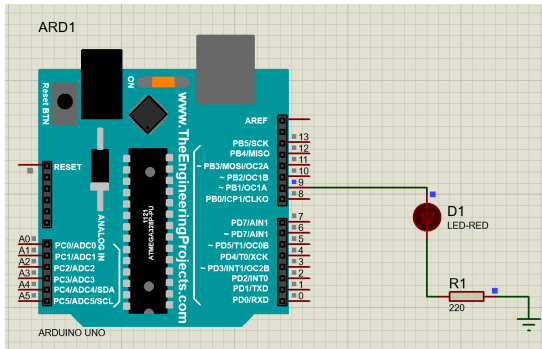 ARD1
ON
Reset BTN
www.TheEngineeringProjects.com
AREF
PB5/SCK 13
PB4/MISO 12
~ PB3/MOSI/OC2A 11
~ PB2/OC1B 10
~ PB1/OC1A 9
PB0/ICP1/CLKO 8
RESET
ANALOG IN
PD7/AIN1 7
~ PD6/AIN1 6
~ PD5/T1/OC0B 5
PD4/T0/XCK 4
~ PD3/INT1/OC2B 3
PD2/INT0 2
PD1/TXD 1
PD0/RXD 0
A0 PC0/ADC0
A1 PC1/ADC1
A2 PC2/ADC2
A3 PC3/ADC3
A4 PC4/ADC4/SDA
A5 PC5/ADC5/SCL
1121
ARDUINO UNO
D1
LED-RED
R1
220